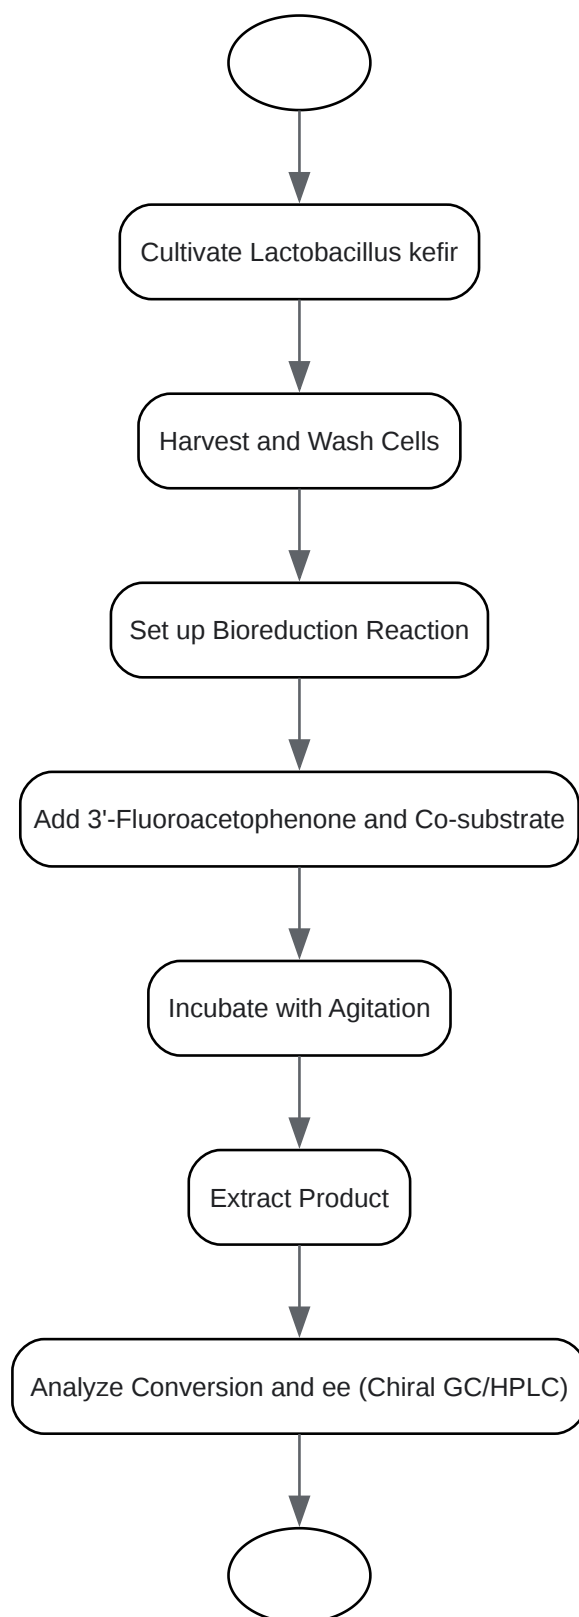 Cultivate Lactobacillus kefir
Harvest and Wash Cells
Set up Bioreduction Reaction
Add 3'-Fluoroacetophenone and Co-substrate
Incubate with Agitation
Extract Product
Analyze Conversion and ee (Chiral GC/HPLC)